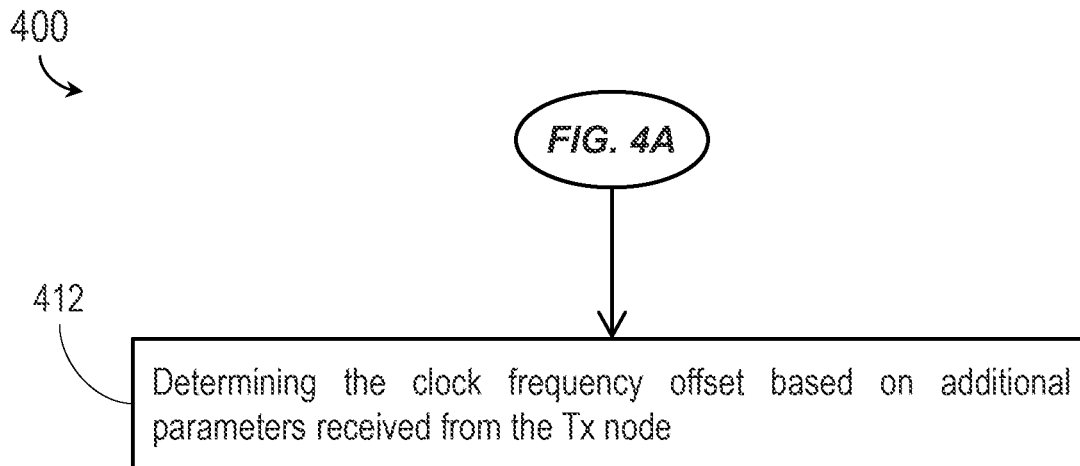 400
FIG. 4A
412
Determining the clock frequency offset based on additional
parameters received from the Tx node